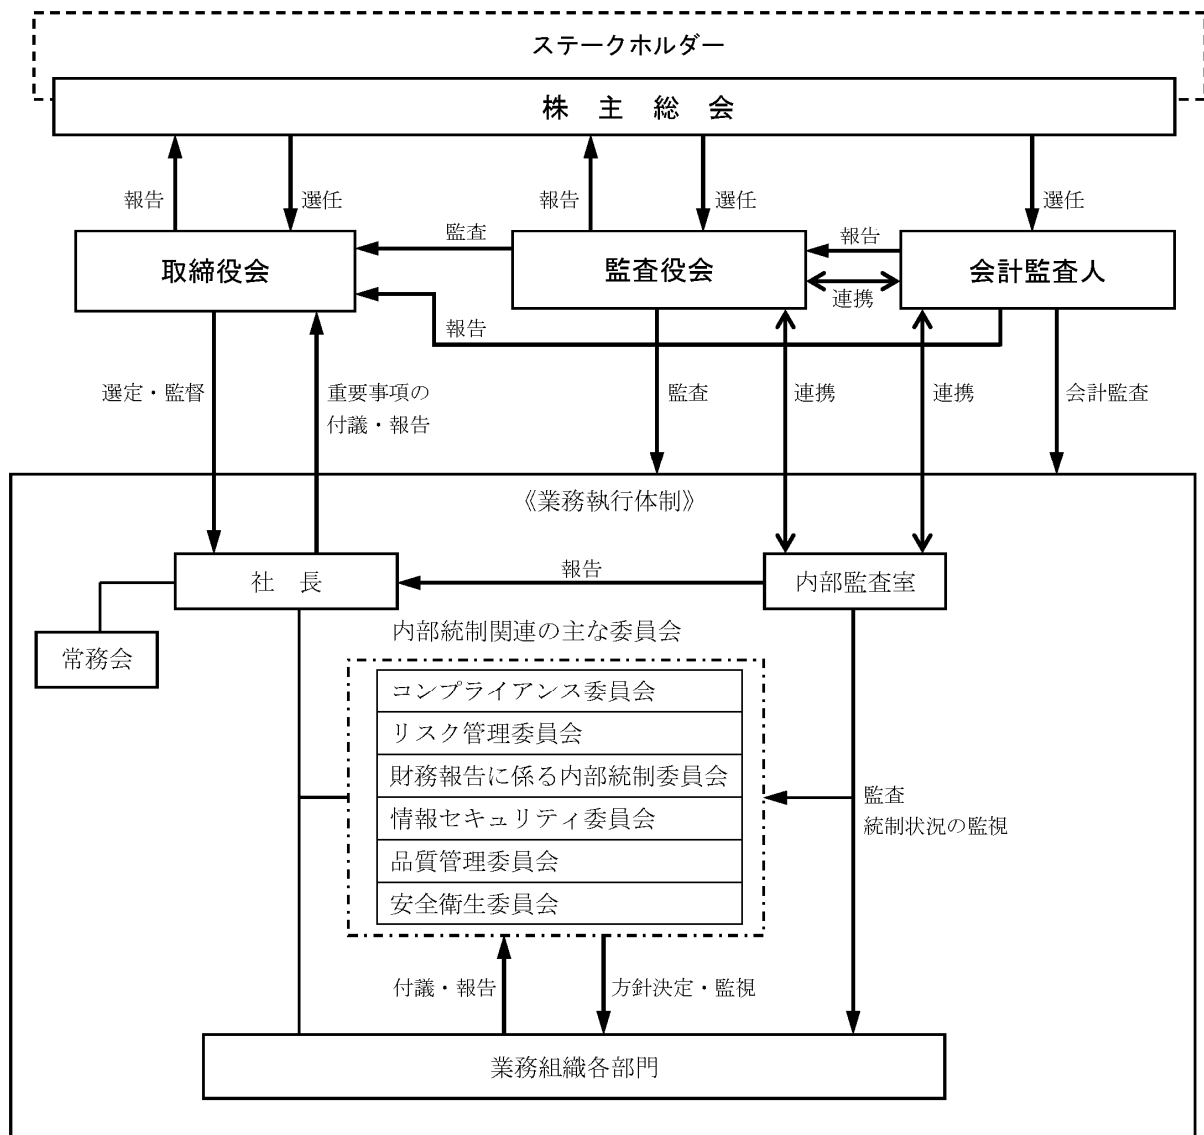 ステークホルダー
株 主 総 会
報告
選任
報告
選任
選任
取締役会
監査
監査役会
報告
連携
会計監査人
報告
選定・監督
重要事項の
付議・報告
監査
連携
連携
会計監査
《業務執行体制》
社 長
報告
内部監査室
常務会
内部統制関連の主な委員会
コンプライアンス委員会
リスク管理委員会
財務報告に係る内部統制委員会
情報セキュリティ委員会
品質管理委員会
安全衛生委員会
監査
統制状況の監視
付議・報告
方針決定・監視
業務組織各部門